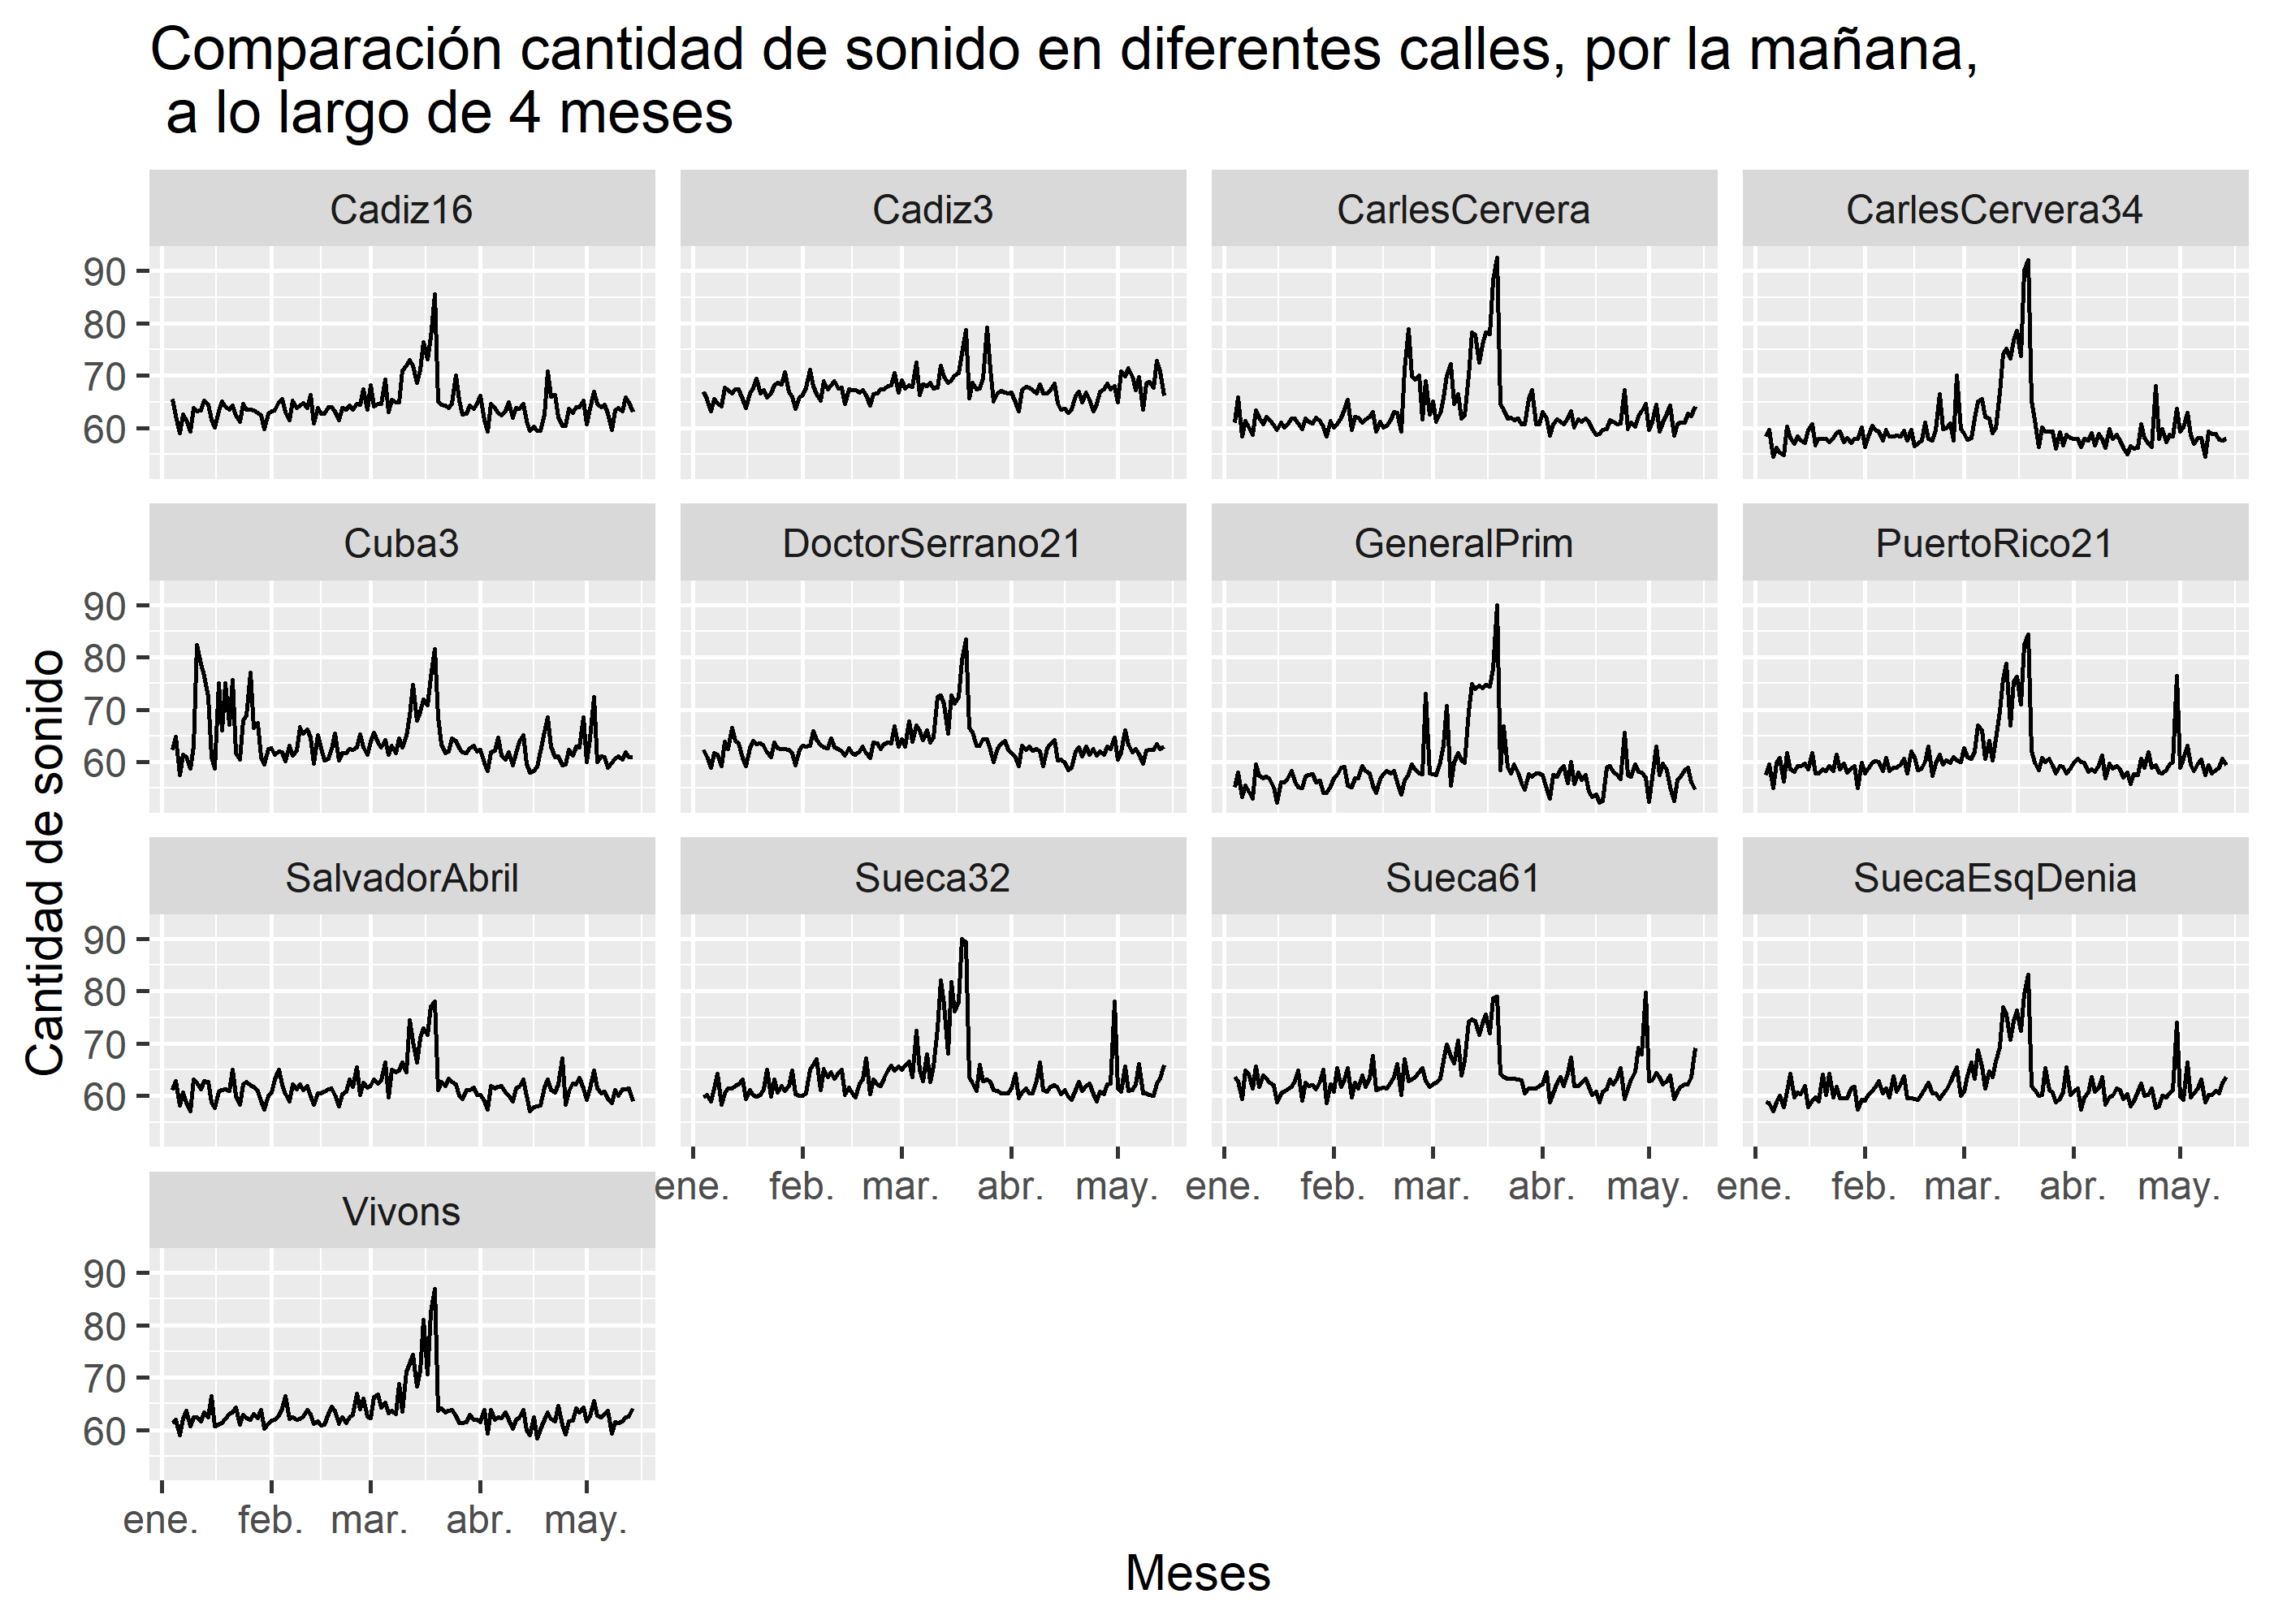 Comparación cantidad de sonido en diferentes calles, por la mañana,
a lo largo de 4 meses
Cadiz16
Cadiz3
CarlesCervera
CarlesCervera34
90
80
70
60
Cuba3
DoctorSerrano21
GeneralPrim
PuertoRico21
90
80
70
60
Cantidad de sonido
SalvadorAbril
Sueca32
Sueca61
SuecaEsqDenia
90
80
70
60
ene. feb. mar. abr. may.
ene. feb. mar. abr. may.
ene. feb. mar. abr. may.
Vivons
90
80
70
60
ene. feb. mar. abr. may.
Meses